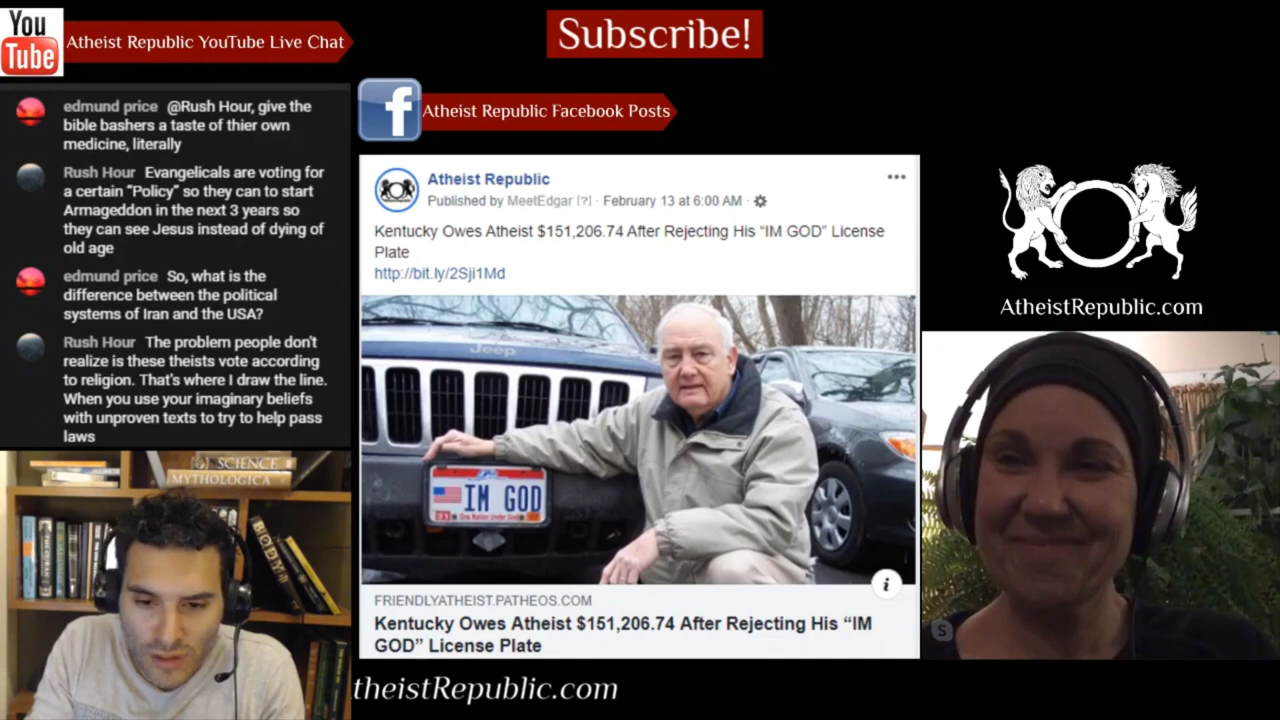 You
Tube
Atheist Republic YouTube Live Chat
Subscribe!
edmund price @Rush Hour, give the
bible bashers a taste of thier own
medicine, literally
Rush Hour Evangelicals are voting for
a certain “Policy” so they can to start
Armageddon in the next 3 years so
they can see Jesus instead of dying of
old age
edmund price So, what is the
difference between the political
systems of Iran and the USA?
Rush Hour The problem people don't
realize is these theists vote according
to religion. That's where I draw the line.
When you use your imaginary beliefs
with unproven texts to try to help pass
laws
f
Atheist Republic Facebook Posts
Atheist Republic
Published by MeetEdgar [?] · February 13 at 6:00 AM ·
Kentucky Owes Atheist $151,206.74 After Rejecting His “IM GOD” License
Plate
http://bit.ly/2Sji1Md
Jeep
IM GOD
One Nation Under God
i
FRIENDLYATHEIST.PATHEOS.COM
Kentucky Owes Atheist $151,206.74 After Rejecting His “IM
GOD” License Plate
AtheistRepublic.com
S
SCIENCE
MYTHOLOGICA
BODY
theistRepublic.com